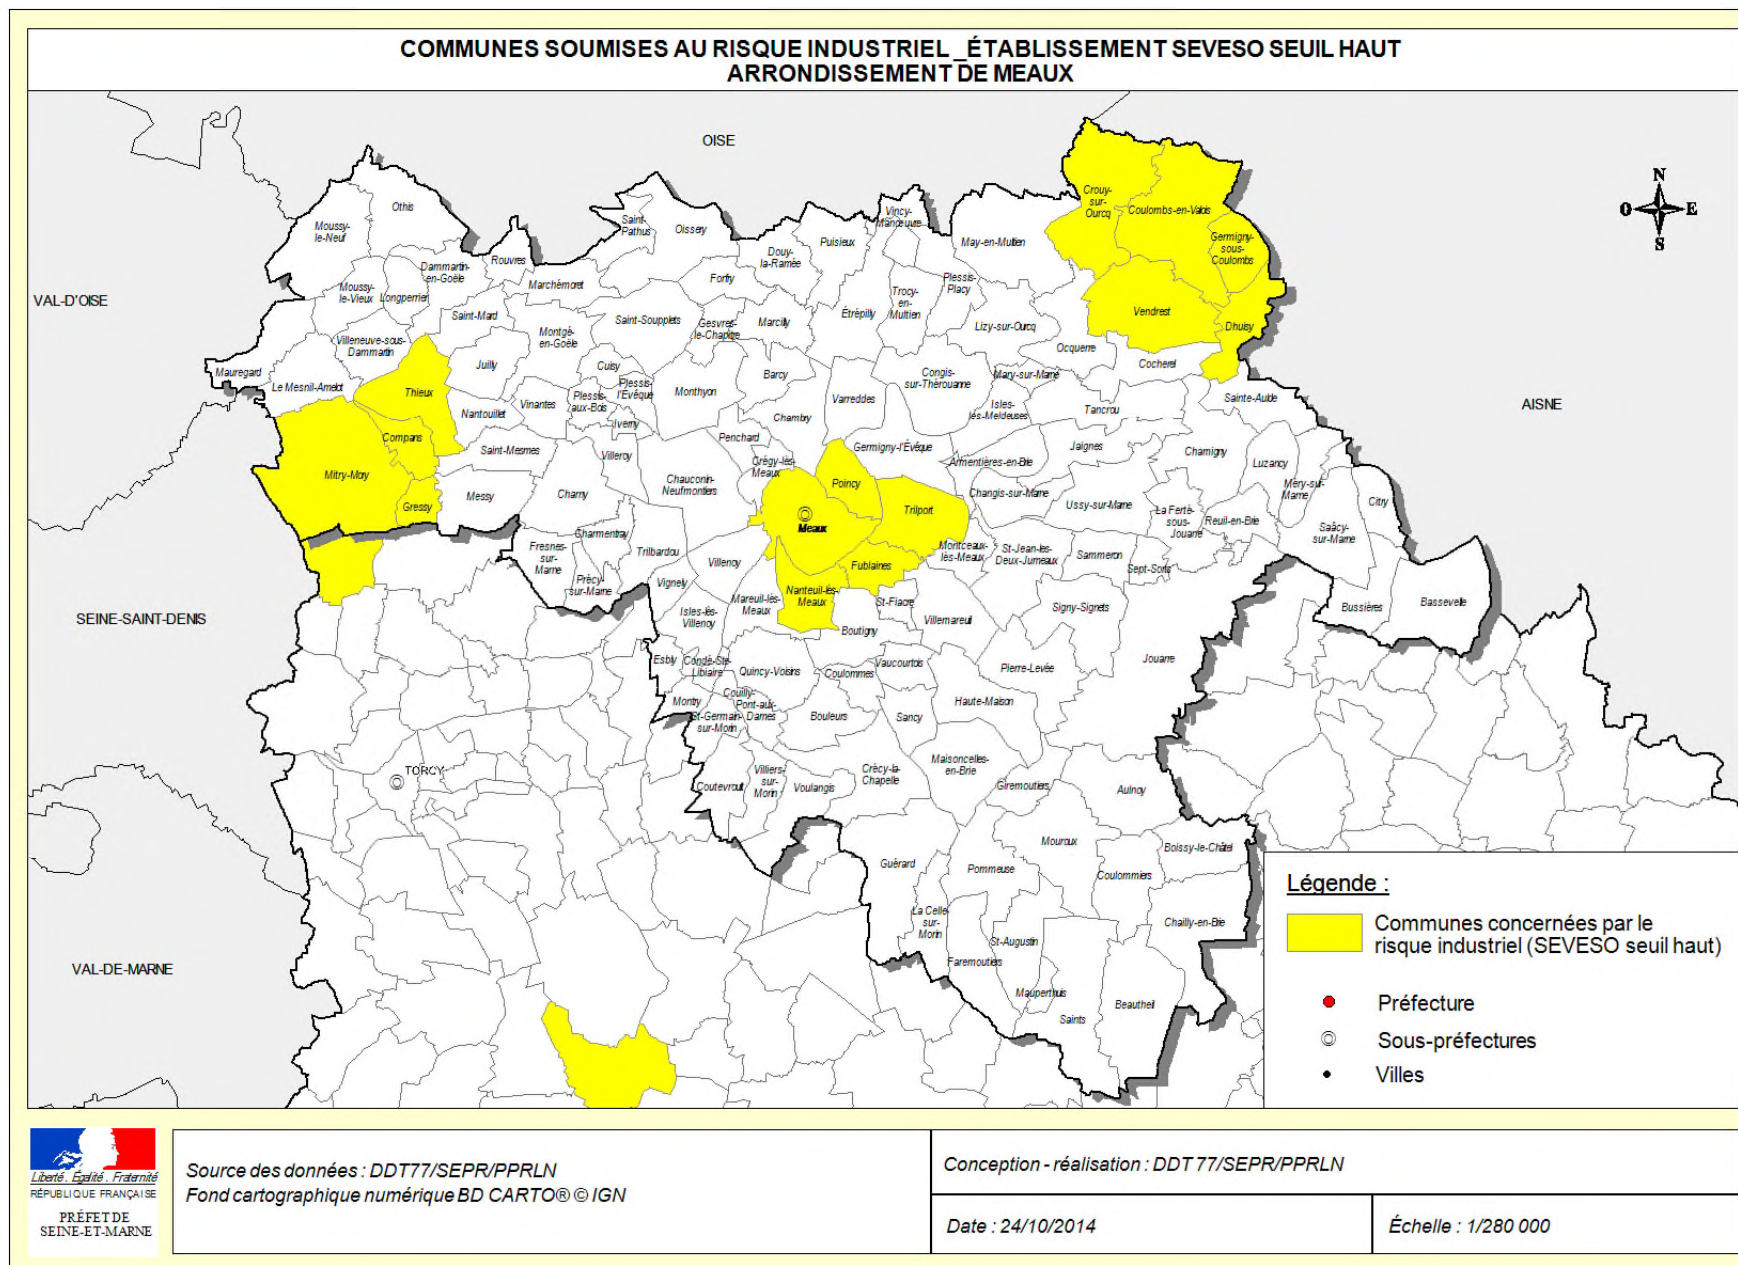 COMMUNES SOUMISES AU RISQUE INDUSTRIEL_ÉTABLISSEMENT SEVESO SEUIL HAUT
ARRONDISSEMENT DE MEAUX
OISE
N
O
E
S
VAL-D'OISE
AISNE
SEINE-SAINT-DENIS
VAL-DE-MARNE
Othis
Moussy-
le-Neuf
Saint-
Pathus
Oissery
Puisieux
Vincy-
Manœuvre
May-en-Multien
Crouy-
sur-
Ourcq
Coulombs-en-Valois
Germigny-
sous-
Coulombs
Dammartin-
en-Goële
Rouvres
Marchémoret
Forfry
Douy-
la-Ramée
Moussy-
le-Vieux
Longperrier
Saint-Mard
Montgé-
en-Goële
Saint-Soupplets
Gesvres-
le-Chapitre
Marcilly
Étrépilly
Trocy-
en-
Multien
Plessis-
Placy
Lizy-sur-Ourcq
Vendrest
Dhuisy
Villeneuve-sous-
Dammartin
Mauregard
Le Mesnil-Amelot
Thieux
Juilly
Cuisy
Plessis-
l'Évêque
Plessis-
aux-Bois
Monthyon
Barcy
Congis-
sur-Thérouanne
Mary-sur-Marne
Ocquerre
Cocherel
Nantouillet
Vinantes
Iverny
Chambry
Varreddes
Isles-
lès-Meldeuses
Tancrou
Sainte-Aulde
Compans
Mitry-Mory
Gressy
Saint-Mesmes
Villeroy
Messy
Charny
Penchard
Crégy-lès-
Meaux
Chauconin-
Neufmontiers
Germigny-l'Évêque
Armentières-en-Brie
Jaignes
Chamigny
Luzancy
Méry-sur-
Marne
Citry
Poincy
Meaux
Trilport
Changis-sur-Marne
Ussy-sur-Marne
La Ferté-
sous-
Jouarre
Reuil-en-Brie
Saâcy-
sur-Marne
Charmentray
Fresnes-
sur-
Marne
Précy-
sur-Marne
Trilbardou
Villenoy
Vignely
Fublaines
Montceaux-
lès-Meaux
St-Jean-les-
Deux-Jumeaux
Sammeron
Sept-Sorts
Nanteuil-lès-
Meaux
Mareuil-lès-
Meaux
Isles-lès-
Villenoy
St-Fiacre
Villemareuil
Boutigny
Signy-Signets
Bussières
Bassevelle
Esbly
Condé-Ste-
Libiaire
Quincy-Voisins
Coulommes
Vaucourtois
Pierre-Levée
Jouarre
Montry
Couilly-
Pont-aux-
Dames
St-Germain-
sur-Morin
Bouleurs
Sancy
Haute-Maison
TORCY
Coutevroult
Villiers-
sur-
Morin
Voulangis
Crécy-la-
Chapelle
Maisoncelles-
en-Brie
Giremoutiers
Aulnoy
Guérard
Pommeuse
Mouroux
Coulommiers
Boissy-le-Châtel
Chailly-en-Brie
La Celle-
sur-
Morin
St-Augustin
Faremoutiers
Mauperthuis
Saints
Beautheil
Légende :
Communes concernées par le
risque industriel (SEVESO seuil haut)
Préfecture
Sous-préfectures
Villes
Liberté . Égalité . Fraternité
RÉPUBLIQUE FRANÇAISE
PRÉFET DE
SEINE-ET-MARNE
Source des données : DDT77/SEPR/PPRLN
Fond cartographique numérique BD CARTO® © IGN
Conception - réalisation : DDT 77/SEPR/PPRLN
Date : 24/10/2014
Échelle : 1/280 000